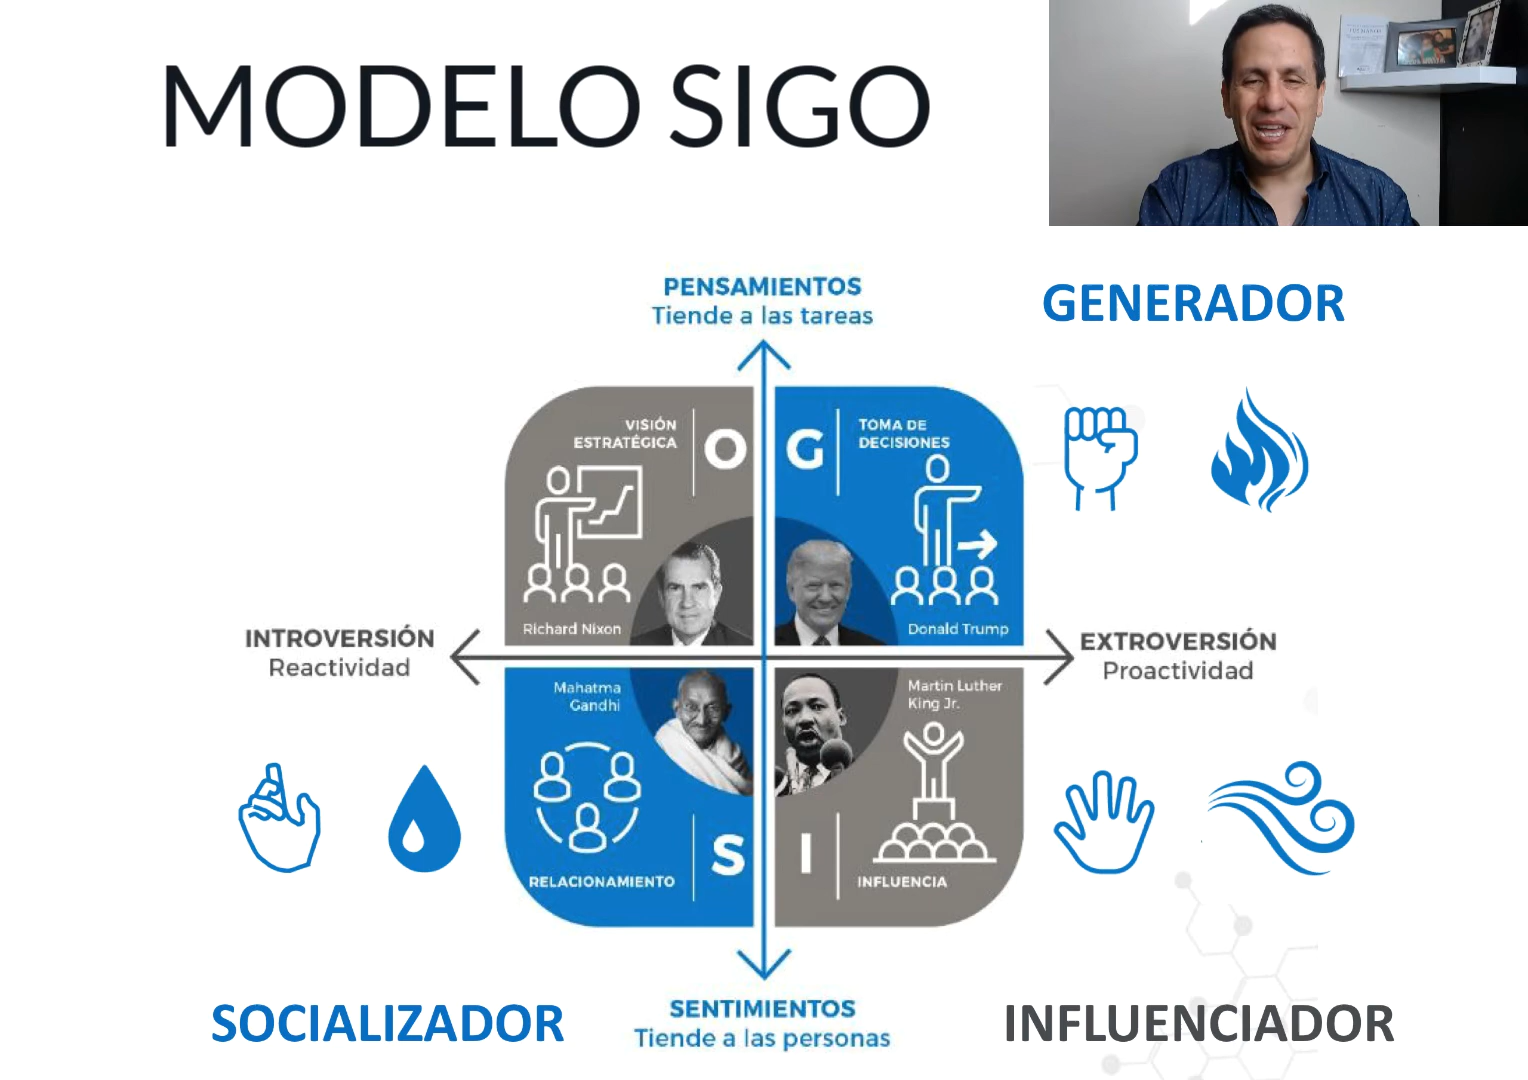 MODELO SIGO
PENSAMIENTOS
Tiende a las tareas
GENERADOR
VISIÓN
ESTRATÉGICA
O
G
TOMA DE
DECISIONES
Richard Nixon
Donald Trump
INTROVERSIÓN
Reactividad
EXTROVERSIÓN
Proactividad
Mahatma
Gandhi
Martin Luther
King Jr.
RELACIONAMIENTO
S
I
INFLUENCIA
SOCIALIZADOR
SENTIMIENTOS
Tiende a las personas
INFLUENCIADOR